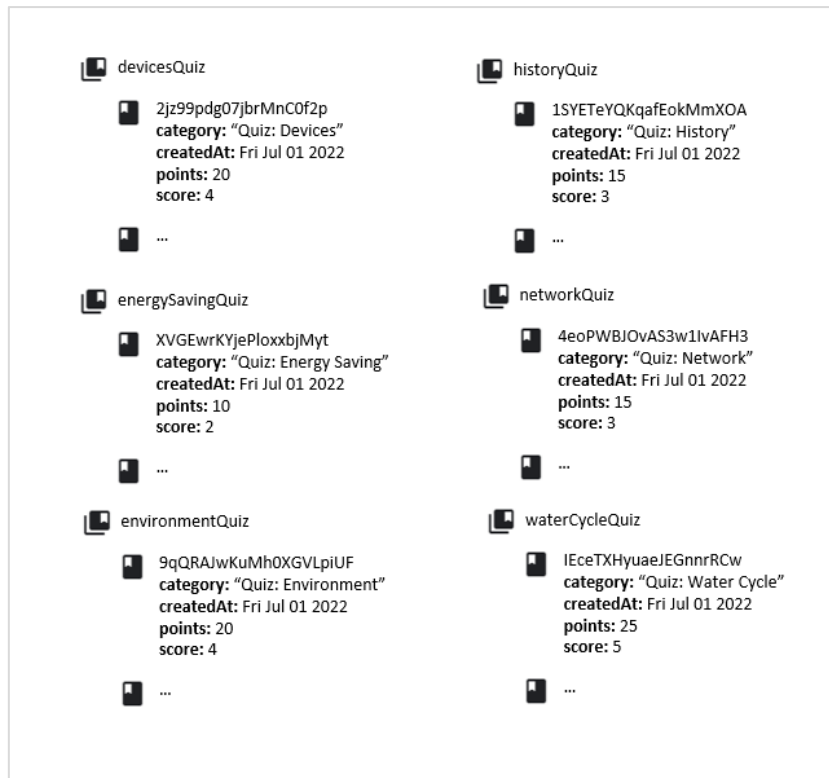 devicesQuiz
2jz99pdg07jbrMnC0f2p
category: “Quiz: Devices”
createdAt: Fri Jul 01 2022
points: 20
score: 4
...
energySavingQuiz
XVGEwrKYjePloxxbjMyt
category: “Quiz: Energy Saving”
createdAt: Fri Jul 01 2022
points: 10
score: 2
...
environmentQuiz
9qQRAJwKuMh0XGVLpiUF
category: “Quiz: Environment”
createdAt: Fri Jul 01 2022
points: 20
score: 4
...
historyQuiz
1SYETeYQKqafEokMmXOA
category: “Quiz: History”
createdAt: Fri Jul 01 2022
points: 15
score: 3
...
networkQuiz
4eoPWBJOvAS3w1IvAFH3
category: “Quiz: Network”
createdAt: Fri Jul 01 2022
points: 15
score: 3
...
waterCycleQuiz
IEceTXHyuaeJEGnnrRCw
category: “Quiz: Water Cycle”
createdAt: Fri Jul 01 2022
points: 25
score: 5
...